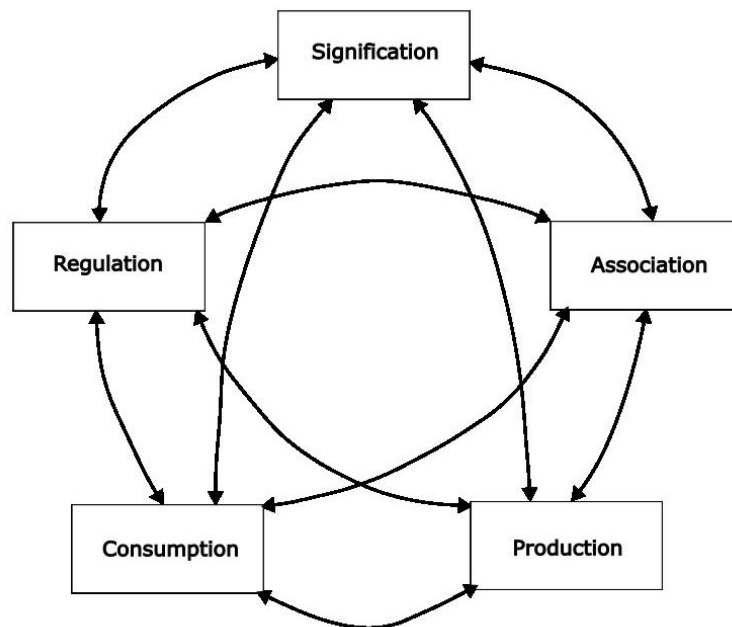 Signification
Regulation
Association
Consumption
Production